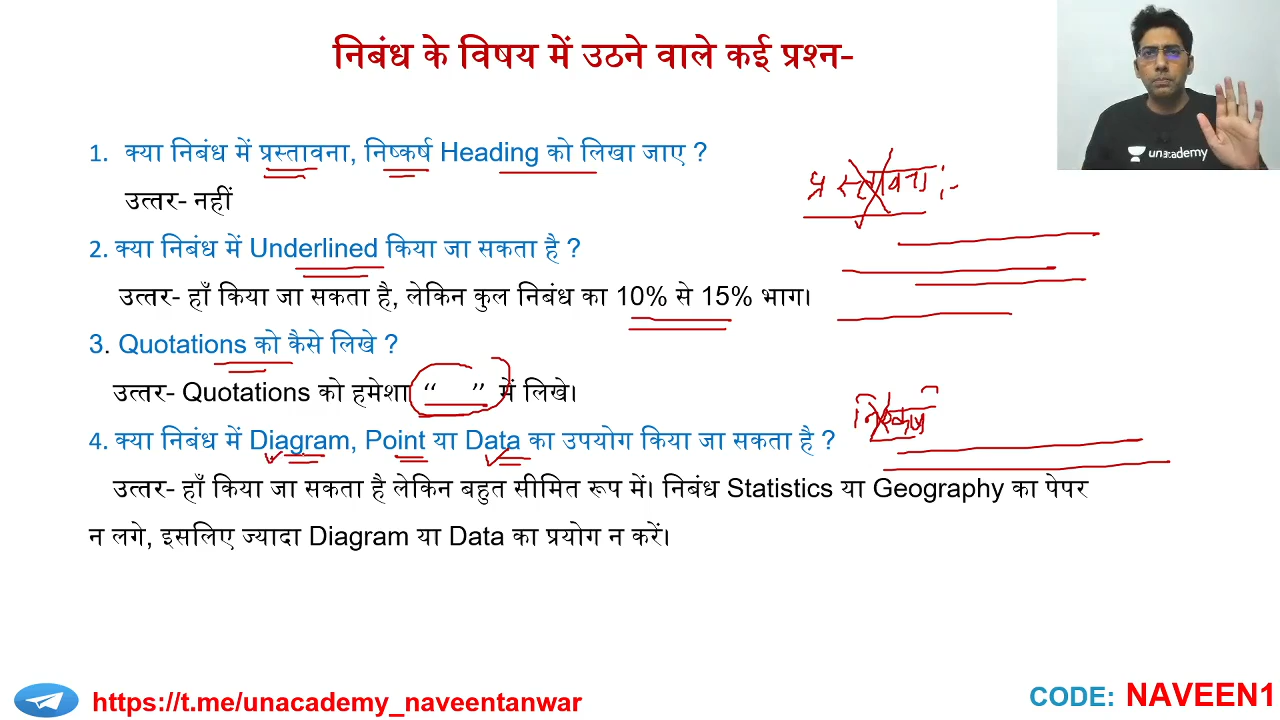 निबंध के विषय में उठने वाले कई प्रश्न-
unacademy
1. क्या निबंध में प्रस्तावना, निष्कर्ष Heading को लिखा जाए ?
प्रस्तावना :-
उत्तर- नहीं
2. क्या निबंध में Underlined किया जा सकता है ?
उत्तर- हाँ किया जा सकता है, लेकिन कुल निबंध का 10% से 15% भाग।
3. Quotations को कैसे लिखे ?
उत्तर- Quotations को हमेशा “ ” में लिखे।
निष्कर्ष
4. क्या निबंध में Diagram, Point या Data का उपयोग किया जा सकता है ?
उत्तर- हाँ किया जा सकता है लेकिन बहुत सीमित रूप में। निबंध Statistics या Geography का पेपर
न लगे, इसलिए ज्यादा Diagram या Data का प्रयोग न करें।
https://t.me/unacademy_naveentanwar
CODE: NAVEEN1